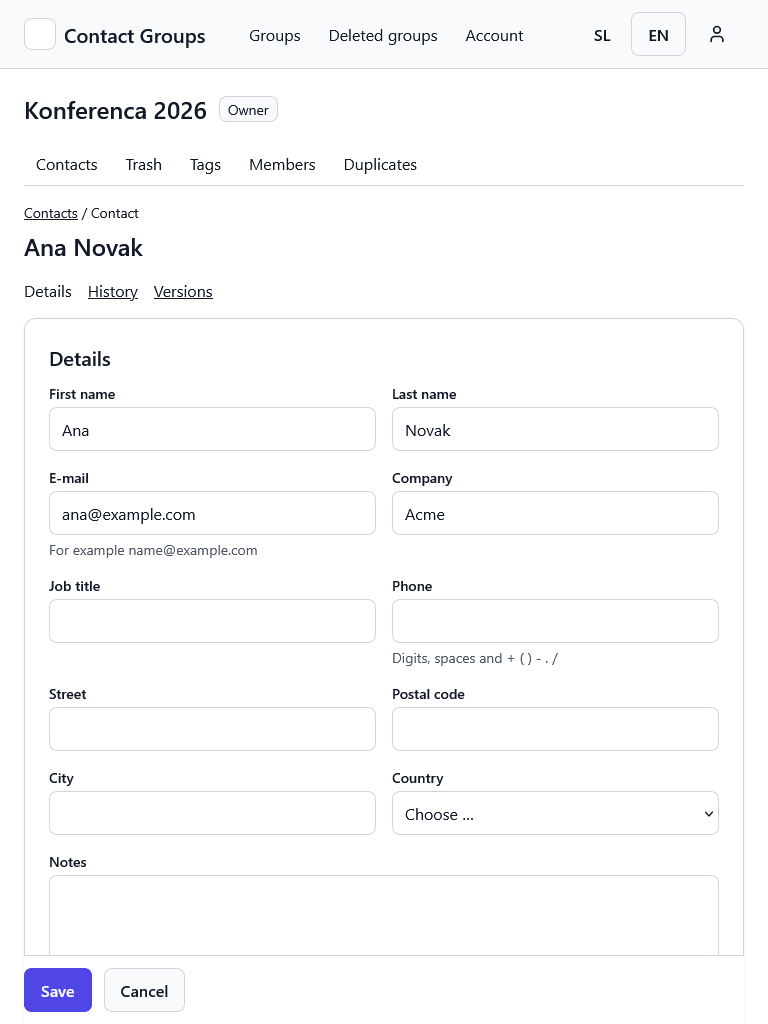 Contact Groups Groups Deleted groups Account SL EN
Konferenca 2026 Owner
Contacts Trash Tags Members Duplicates
Contacts / Contact
Ana Novak
Details History Versions
Details
First name Last name
Ana Novak
E-mail Company
ana@example.com Acme
For example name@example.com
Job title Phone
Digits, spaces and + ( ) - . /
Street Postal code
City Country
Choose ...
Notes
Save Cancel